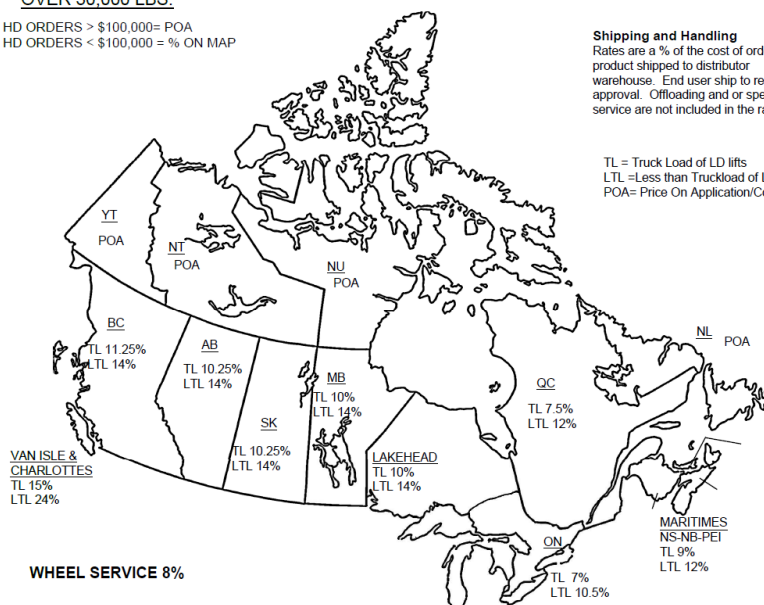 OVER 30,000 LBS.
HD ORDERS > $100,000= POA
HD ORDERS < $100,000 = % ON MAP
Shipping and Handling
Rates are a % of the cost of
product shipped to distributor
warehouse. End user ship to
approval. Offloading and or
service are not included in the
TL = Truck Load of LD lifts
LTL =Less than Truckload of
POA= Price On
YT
POA
NT
POA
NU
POA
NL
POA
BC
TL 11.25%
LTL 14%
AB
TL 10.25%
LTL 14%
SK
TL 10.25%
LTL 14%
MB
TL 10%
LTL 14%
QC
TL 7.5%
LTL 12%
VAN ISLE &
CHARLOTTES
TL 15%
LTL 24%
LAKEHEAD
TL 10%
LTL 14%
ON
TL 7%
LTL 10.5%
MARITIMES
NS-NB-PEI
TL 9%
LTL 12%
WHEEL SERVICE 8%